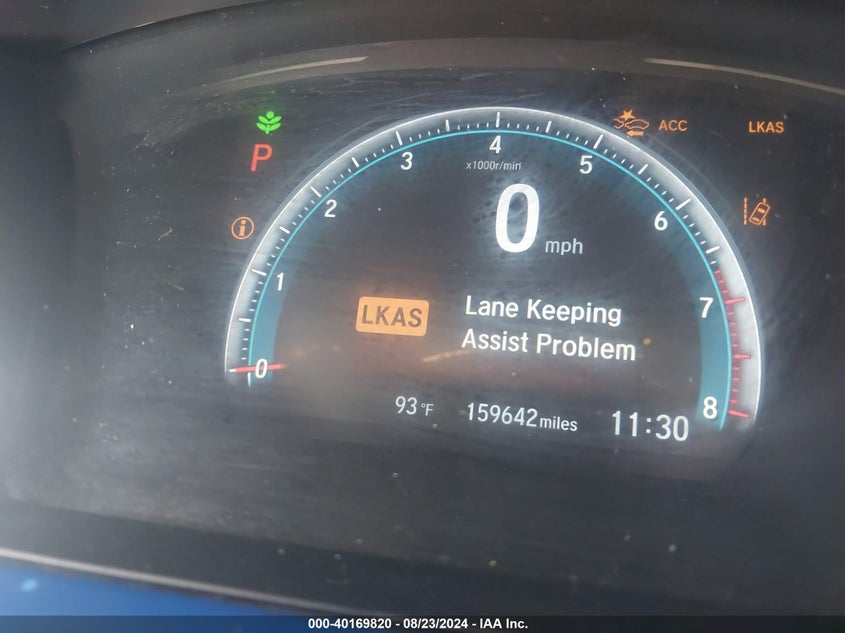 ACC
LKAS
P
x1000r/min
0
1
2
3
4
5
6
7
8
0 mph
LKAS
Lane Keeping
Assist Problem
93 °F
159642 miles
11:30
000-40169820 - 08/23/2024 - IAA Inc.